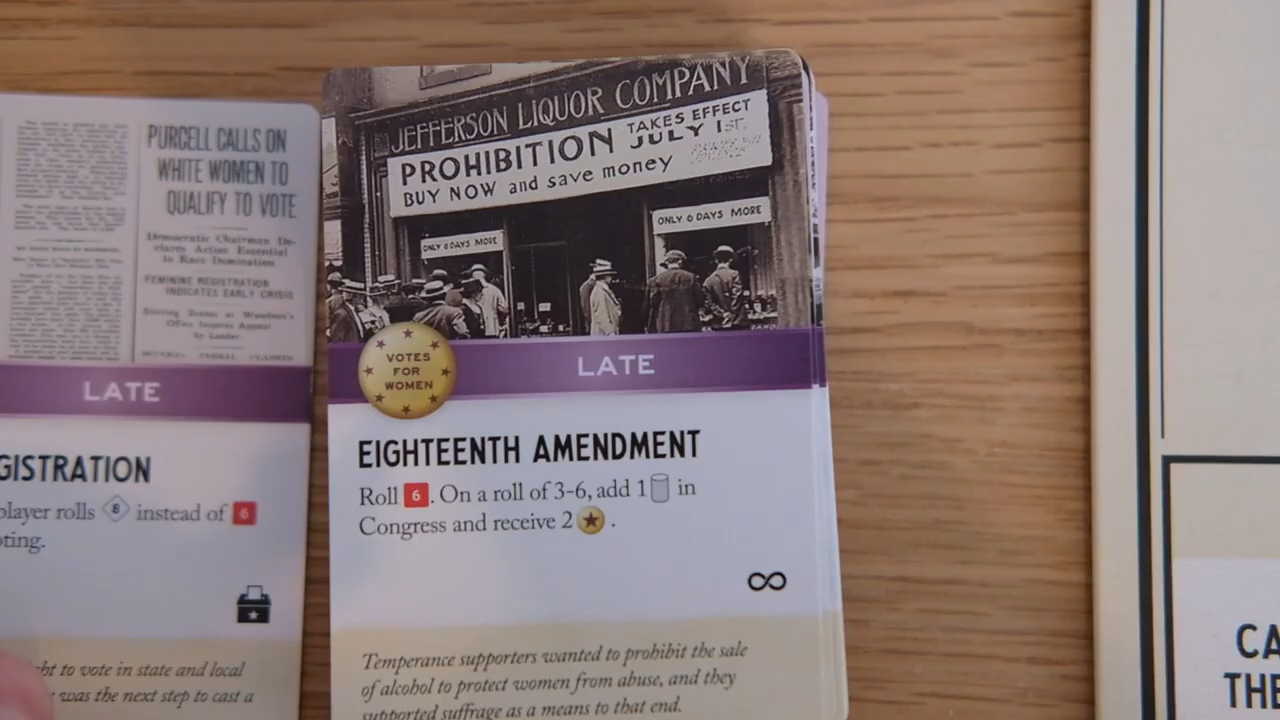 PURCELL CALLS ON
WHITE WOMEN TO
QUALIFY TO VOTE
Democratic Chairman De-
clares Action Essential
to Race Domination.
FEMININE REGISTRATION
INDICATES EARLY CRISIS
LATE
GISTRATION
player rolls 8 instead of 6
oting.
ht to vote in state and local
was the next step to cast a
JEFFERSON LIQUOR COMPANY
PROHIBITION TAKES EFFECT
JULY 1ST.
BUY NOW and save money
ONLY 6 DAYS MORE
ONLY 6 DAYS MORE
VOTES
FOR
WOMEN
LATE
EIGHTEENTH AMENDMENT
Roll 6. On a roll of 3-6, add 1 in
Congress and receive 2 .
Temperance supporters wanted to prohibit the sale
of alcohol to protect women from abuse, and they
supported suffrage as a means to that end.
CA
THE